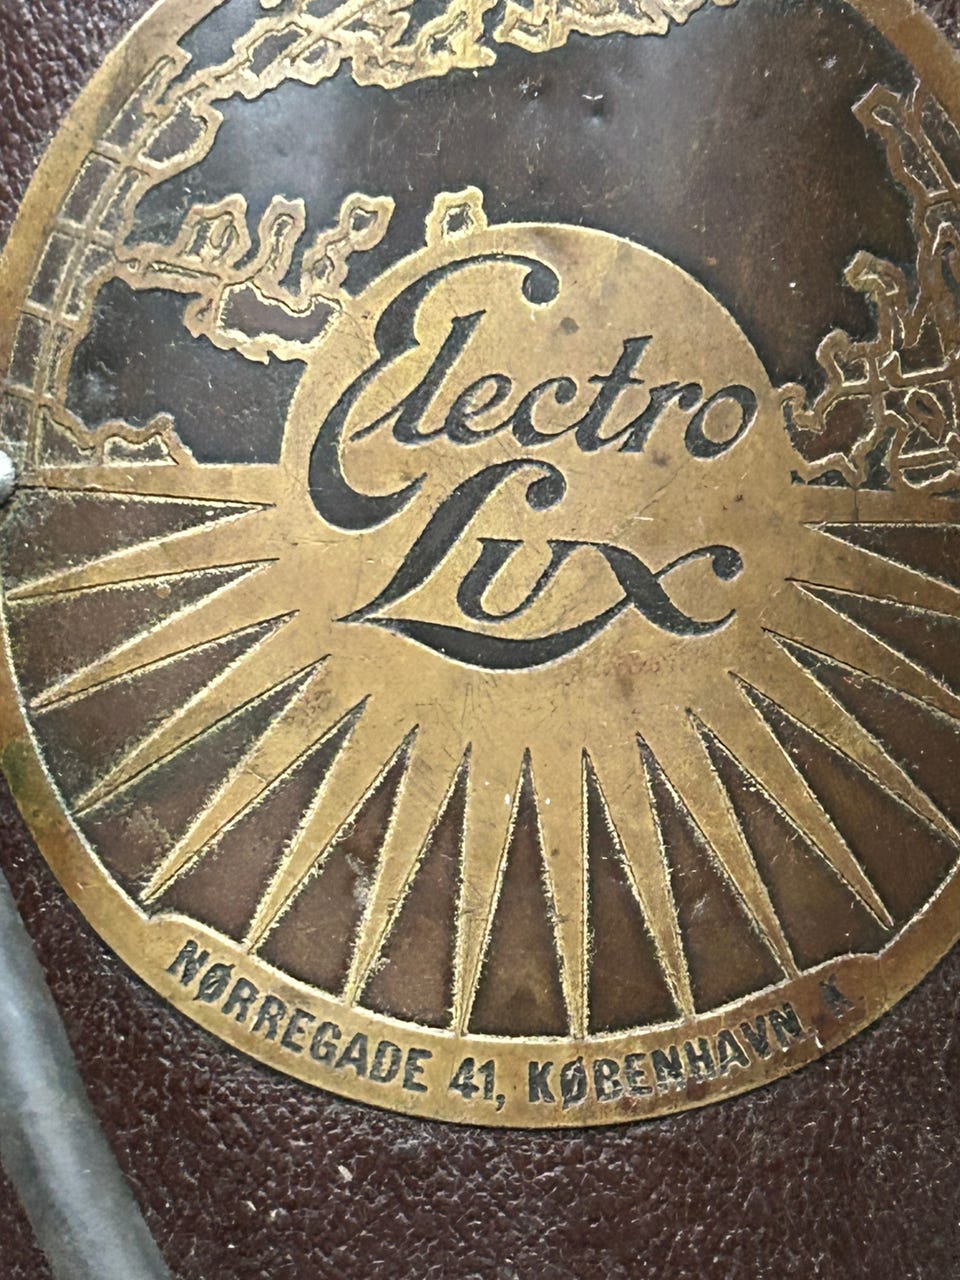 Electro
Lux
NØRREGADE 41, KØBENHAVN K.